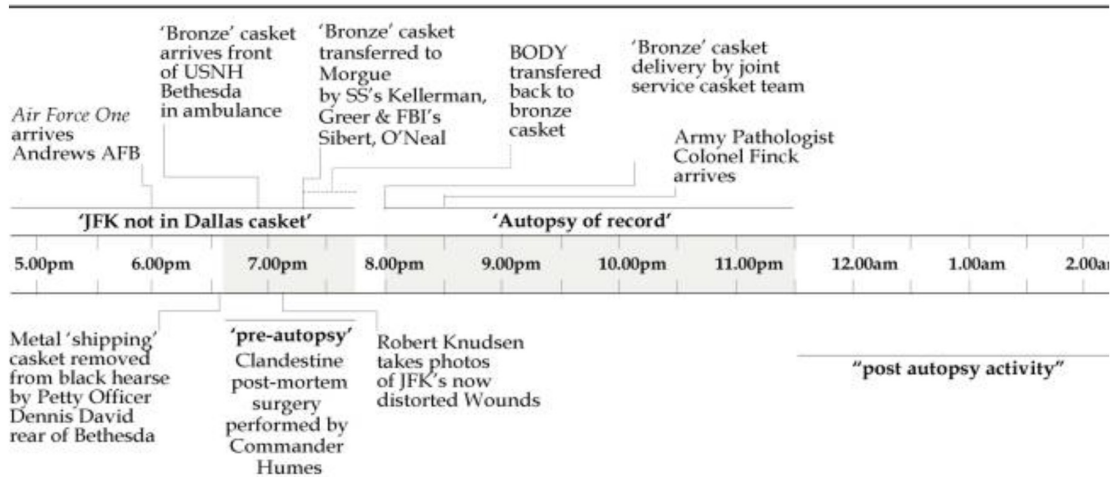 'Bronze' casket
arrives front
of USNH
Bethesda
in ambulance
'Bronze' casket
transferred to
Morgue
by SS's Kellerman,
Greer & FBI's
Sibert, O'Neal
BODY
transfered
back to
bronze
casket
'Bronze' casket
delivery by joint
service casket team
Air Force One
arrives
Andrews AFB
Army Pathologist
Colonel Finck
arrives
'JFK not in Dallas casket'
'Autopsy of record'
5.00pm 6.00pm 7.00pm 8.00pm 9.00pm 10.00pm 11.00pm 12.00am 1.00am 2.00a
Metal 'shipping'
casket removed
from black hearse
by Petty Officer
Dennis David
rear of Bethesda
'pre-autopsy'
Clandestine
post-mortem
surgery
performed by
Commander
Humes
Robert Knudsen
takes photos
of JFK's now
distorted Wounds
"post autopsy activity"